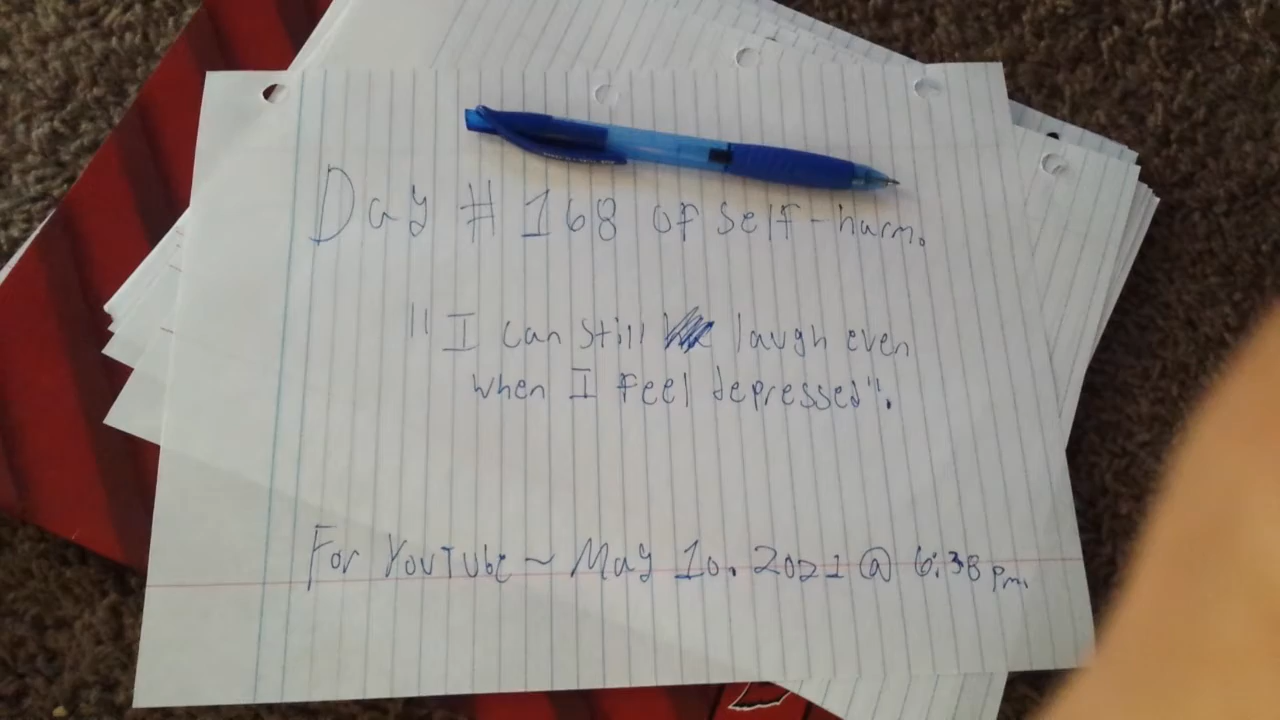 Day # 168 of self-harm.
"I can still laugh even
when I feel depressed".
For YouTube ~ May 10. 2021 @ 6:38 pm.